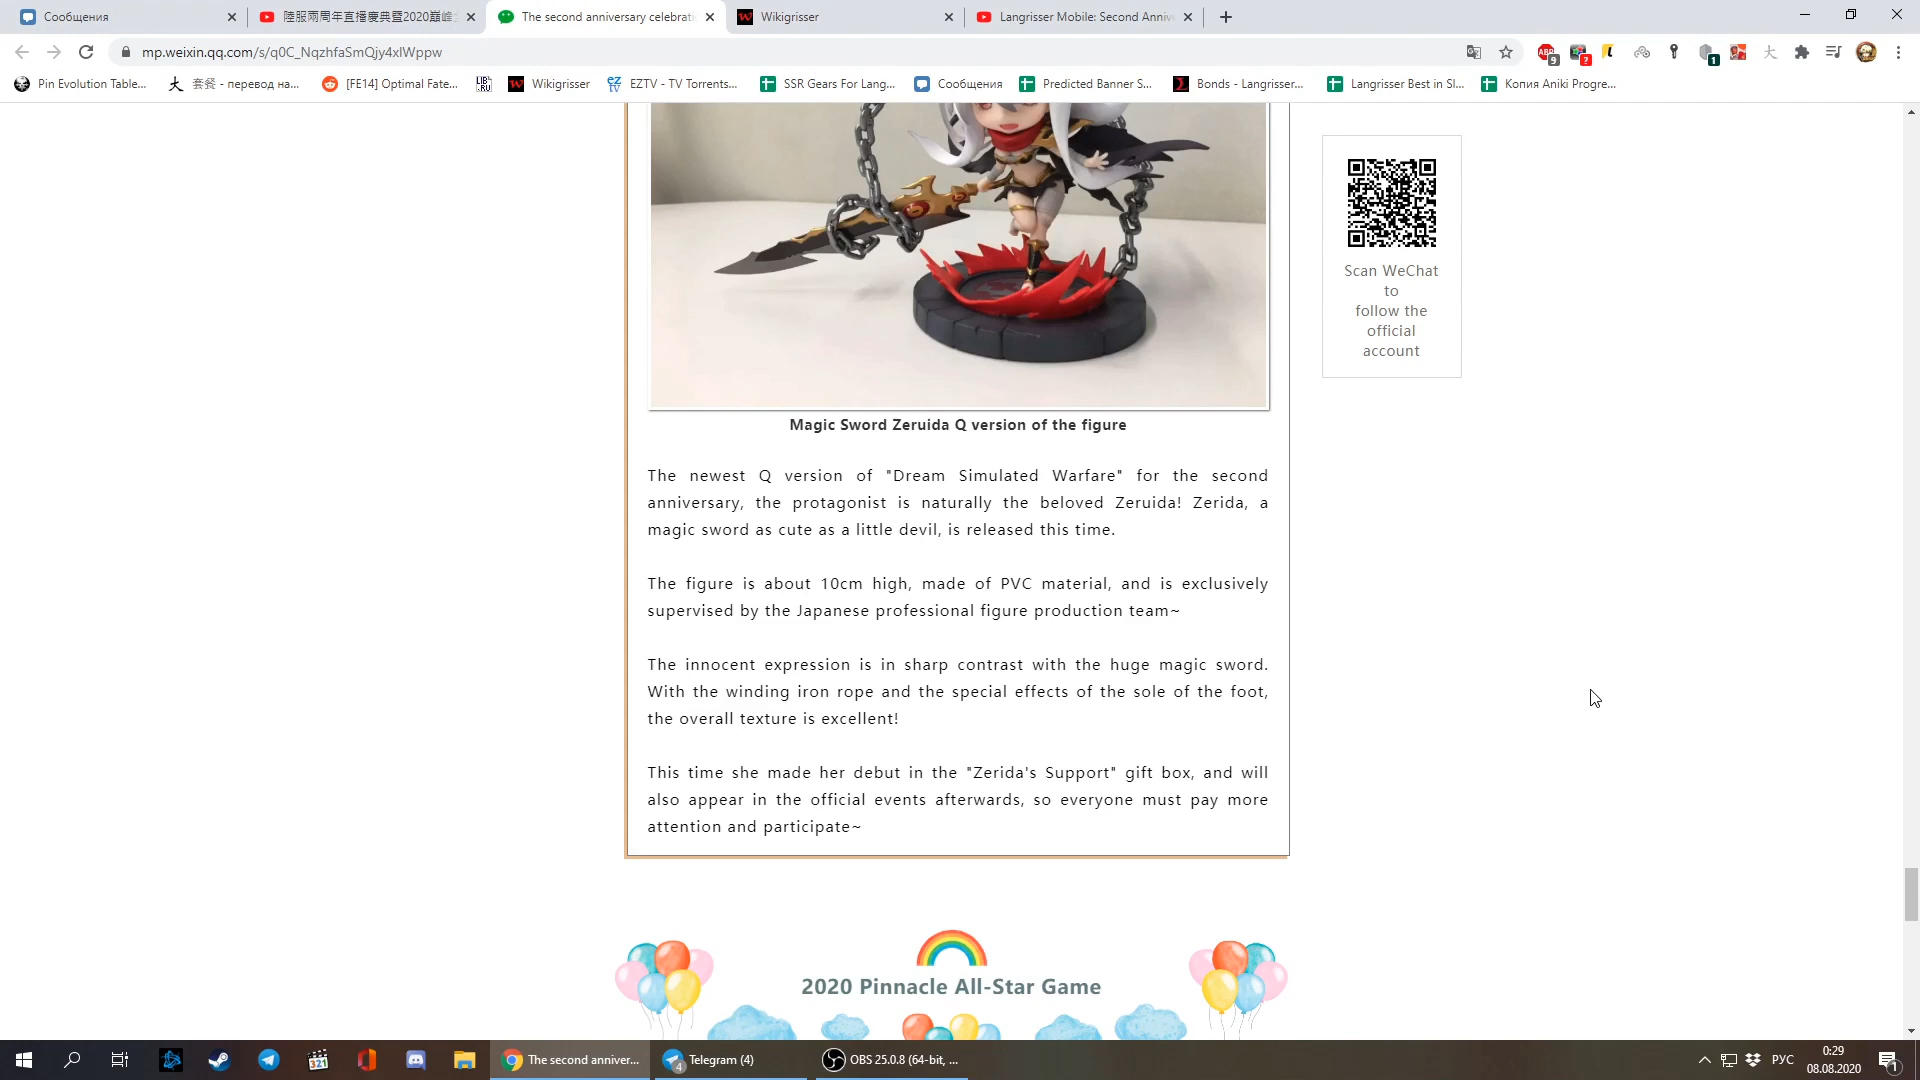 Сообщения
陸服兩周年直播慶典暨2020巔峰
The second anniversary celebrati
Wikigrisser
Langrisser Mobile: Second Anniv
mp.weixin.qq.com/s/q0C_NqzhfaSmQjy4xIWppw
Pin Evolution Table...
套餐 - перевод на...
[FE14] Optimal Fate...
LIB.RU
Wikigrisser
EZTV - TV Torrents...
SSR Gears For Lang...
Сообщения
Predicted Banner S...
Bonds - Langrisser...
Langrisser Best in Sl...
Копия Aniki Progre...
Scan WeChat
to
follow the
official
account
Magic Sword Zeruida Q version of the figure
The newest Q version of "Dream Simulated Warfare" for the second
anniversary, the protagonist is naturally the beloved Zeruida! Zerida, a
magic sword as cute as a little devil, is released this time.
The figure is about 10cm high, made of PVC material, and is exclusively
supervised by the Japanese professional figure production team~
The innocent expression is in sharp contrast with the huge magic sword.
With the winding iron rope and the special effects of the sole of the foot,
the overall texture is excellent!
This time she made her debut in the "Zerida's Support" gift box, and will
also appear in the official events afterwards, so everyone must pay more
attention and participate~
2020 Pinnacle All-Star Game
The second anniver...
Telegram (4)
OBS 25.0.8 (64-bit, ...
РУС
0:29
08.08.2020